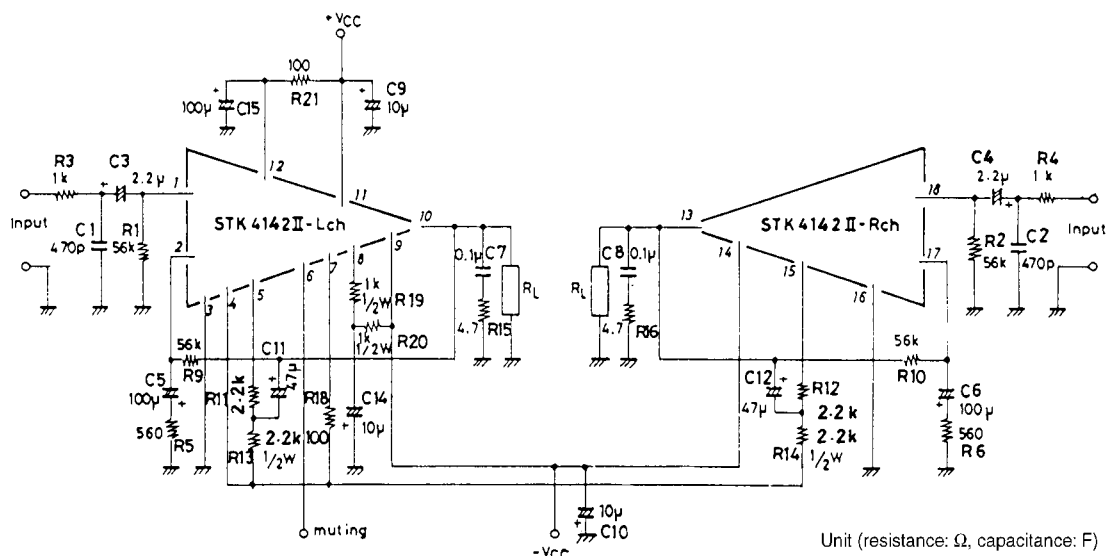 +Vcc
100
R21
100μ
+
C15
+
C9
10μ
R3
1k
C3
+
2.2μ
Input
C1
470p
R1
56k
1
2
12
11
STK4142Ⅱ-Lch
10
9
8
7
6
5
4
3
0.1μ
C7
RL
4.7
R15
1k
1/2W
R19
1k
1/2W
R20
56k
R9
C5
100μ
+
560
R5
C11
+
47μ
R11
2.2k
R13
2.2k
1/2W
R18
100
C14
+
10μ
muting
13
14
15
16
17
18
STK4142Ⅱ-Rch
RL
C8
0.1μ
4.7
R16
C4
2.2μ
+
R4
1k
R2
56k
C2
470p
Input
56k
R10
C12
+
47μ
R12
2.2k
2.2k
R14
1/2W
C6
+
100μ
560
R6
10μ
+
C10
-Vcc
Unit (resistance: Ω, capacitance: F)